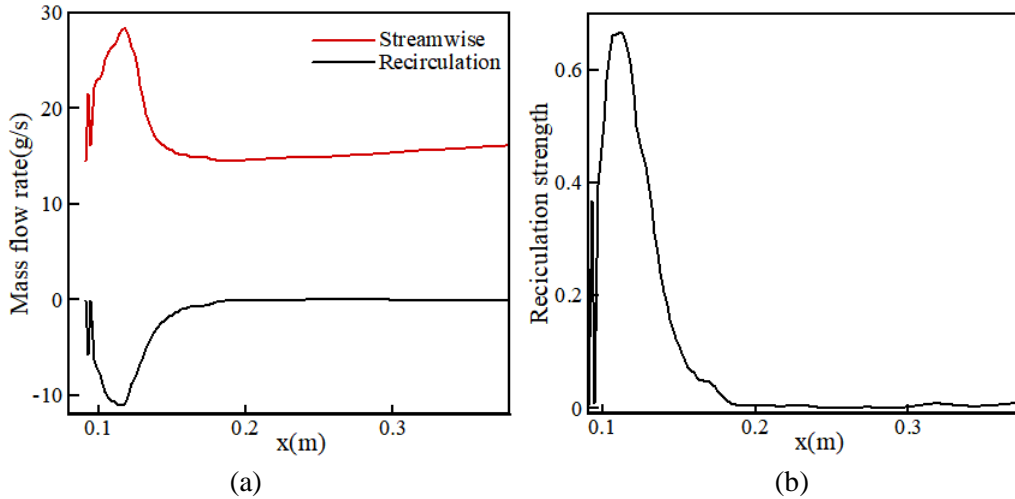 30
20
10
0
-10
Mass flow rate(g/s)
Streamwise
Recirculation
0.1
0.2
0.3
x(m)
(a)
0.6
0.4
0.2
0
Reciculation strength
0.1
0.2
0.3
x(m)
(b)